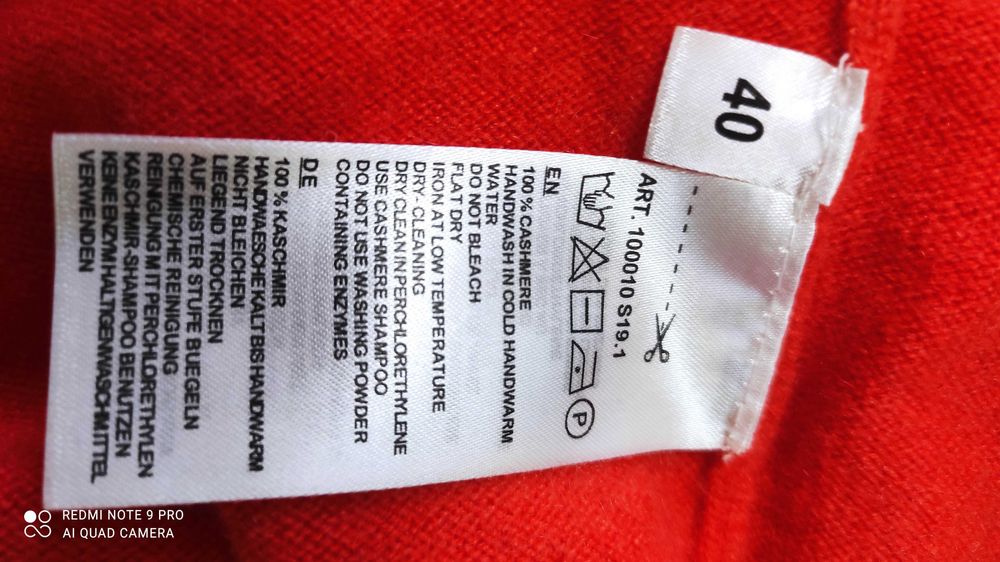 40
ART. 100010 S19.1
P
EN
100 % CASHMERE
HANDWASH IN COLD HANDWARM
WATER
DO NOT BLEACH
FLAT DRY
IRON AT LOW TEMPERATURE
DRY- CLEANING
DRY CLEAN IN PERCHLORETHYLENE
USE CASHMERE SHAMPOO
DO NOT USE WASHING POWDER
CONTAINING ENZYMES
DE
100 % KASCHMIR
HANDWAESCHE KALT BIS HANDWARM
NICHT BLEICHEN
LIEGEND TROCKNEN
AUF ERSTER STUFE BUEGELN
CHEMISCHE REINIGUNG
REINIGUNG MIT PERCHLORETHYLEN
KASCHMIR-SHAMPOO BENUTZEN
KEINE ENZYMHALTIGEN WASCHMITTEL
VERWENDEN
REDMI NOTE 9 PRO
AI QUAD CAMERA